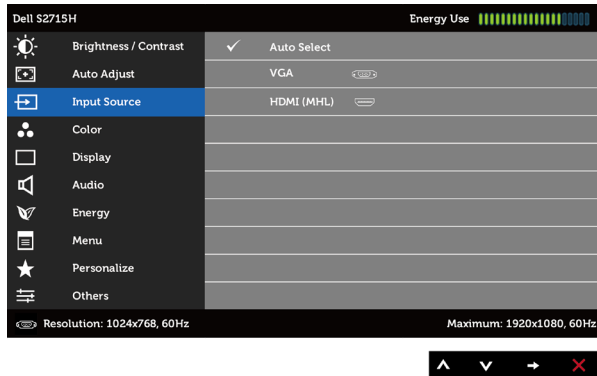 Dell S2715H Energy Use
Brightness / Contrast Auto Select
Auto Adjust VGA
Input Source HDMI (MHL)
Color
Display
Audio
Energy
Menu
Personalize
Others
Resolution: 1024x768, 60Hz Maximum: 1920x1080, 60Hz